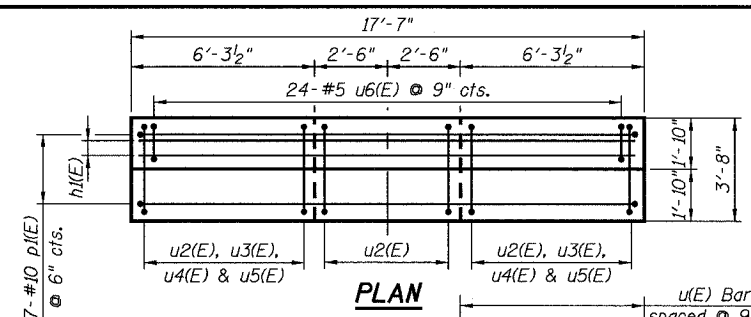 17'-7"
6'-3½" 2'-6" 2'-6" 6'-3½"
24-#5 u6(E) @ 9" cts.
h1(E)
1'-10"
1'-10"
3'-8"
7-#10 p1(E)
@ 6" cts.
u2(E), u3(E),
u4(E) & u5(E)
u2(E)
u2(E), u3(E),
u4(E) & u5(E)
PLAN
u(E) Bar
spaced @ 9